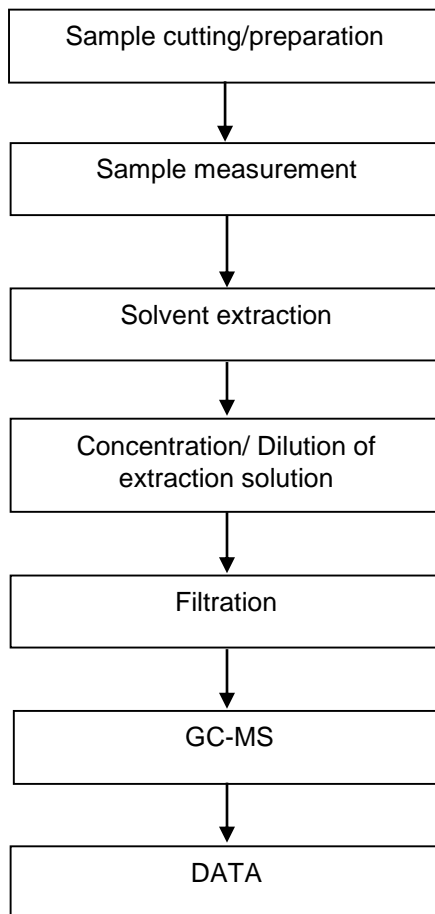 Sample cutting/preparation
Sample measurement
Solvent extraction
Concentration/ Dilution of
extraction solution
Filtration
GC-MS
DATA